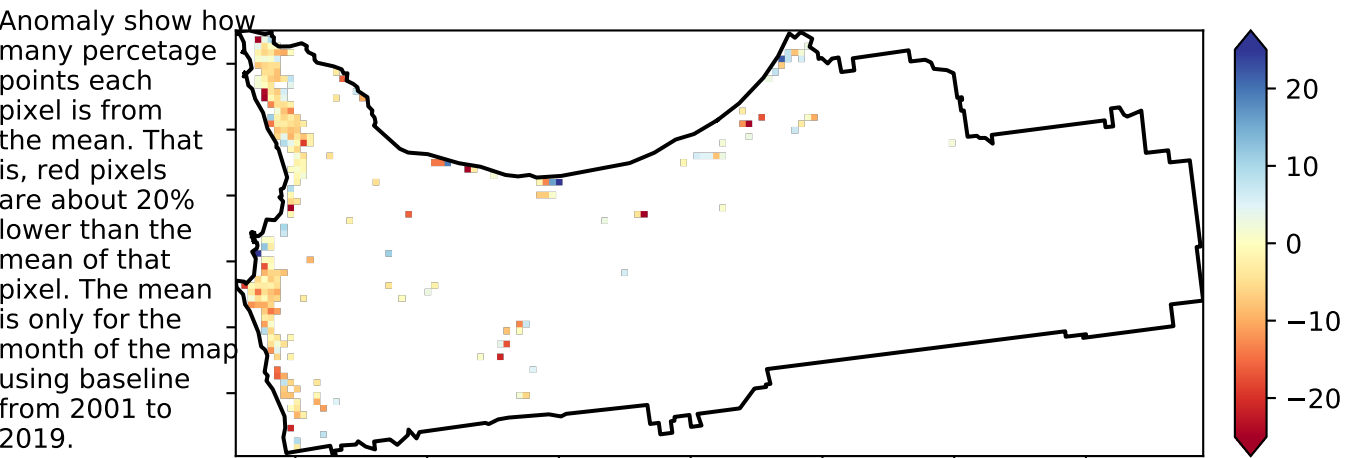 Anomaly show how
many percetage
points each
pixel is from
the mean. That
is, red pixels
are about 20%
lower than the
mean of that
pixel. The mean
is only for the
month of the map
using baseline
from 2001 to
2019.
20
10
0
−10
−20